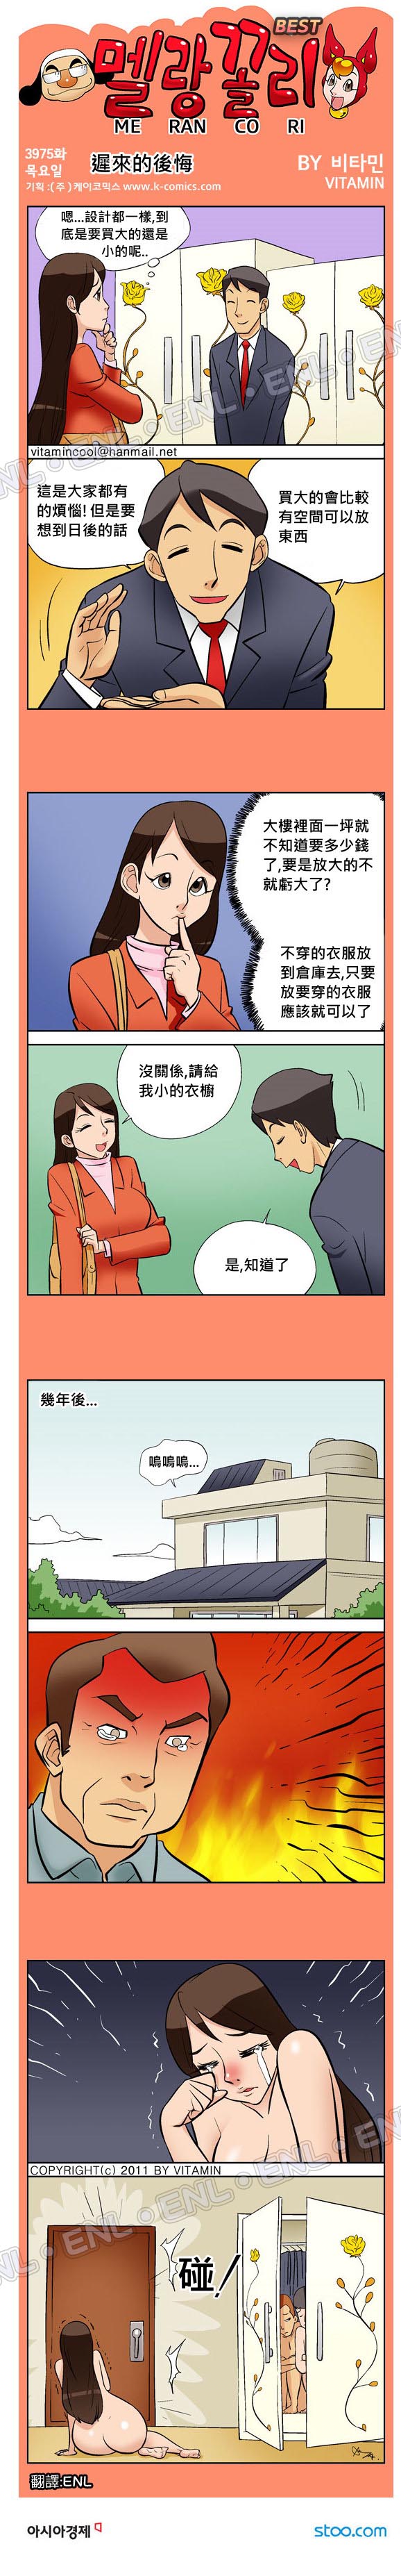 BEST
멜랑꼴리
ME RAN CO RI
3975화
목요일
遲來的後悔
BY 비타민
VITAMIN
기획 :(주)케이코믹스 www.k-comics.com
嗯...設計都一樣,到
底是要買大的還是
小的呢..
vitamincool@hanmail.net
這是大家都有
的煩惱! 但是要
想到日後的話
買大的會比較
有空間可以放
東西
大樓裡面一坪就
不知道要多少錢
了,要是放大的不
就虧大了?
不穿的衣服放
到倉庫去,只要
放要穿的衣服
應該就可以了
沒關係,請給
我小的衣櫥
是,知道了
幾年後...
嗚嗚嗚...
COPYRIGHT(c) 2011 BY VITAMIN
碰!
翻譯:ENL
아시아경제
stoo.com
ENL ENL ENL ENL
ENL ENL ENL ENL